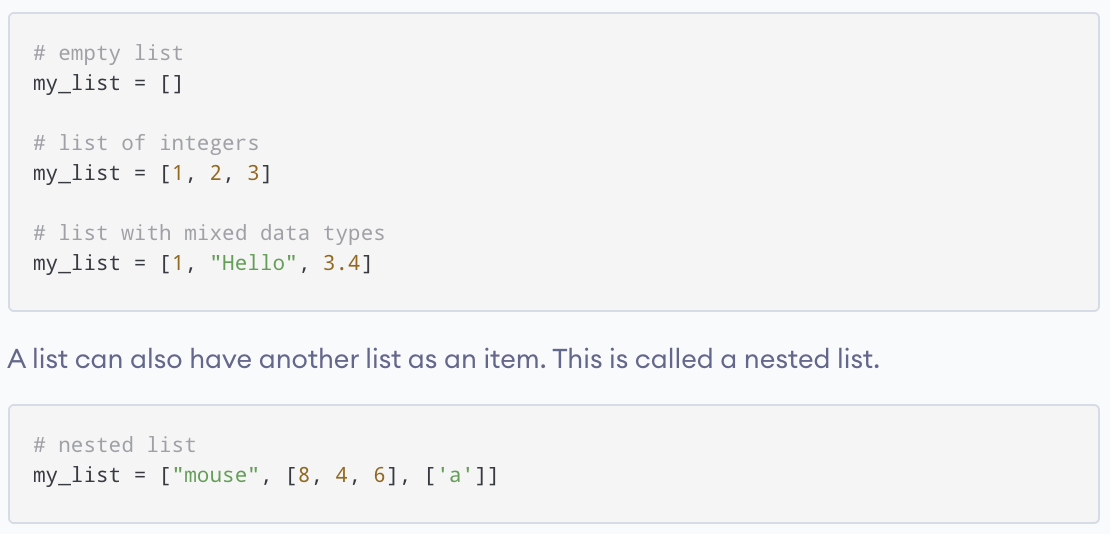 # empty list
my_list = []
# list of integers
my_list = [1, 2, 3]
# list with mixed data types
my_list = [1, "Hello", 3.4]
A list can also have another list as an item. This is called a nested list.
# nested list
my_list = ["mouse", [8, 4, 6], ['a']]